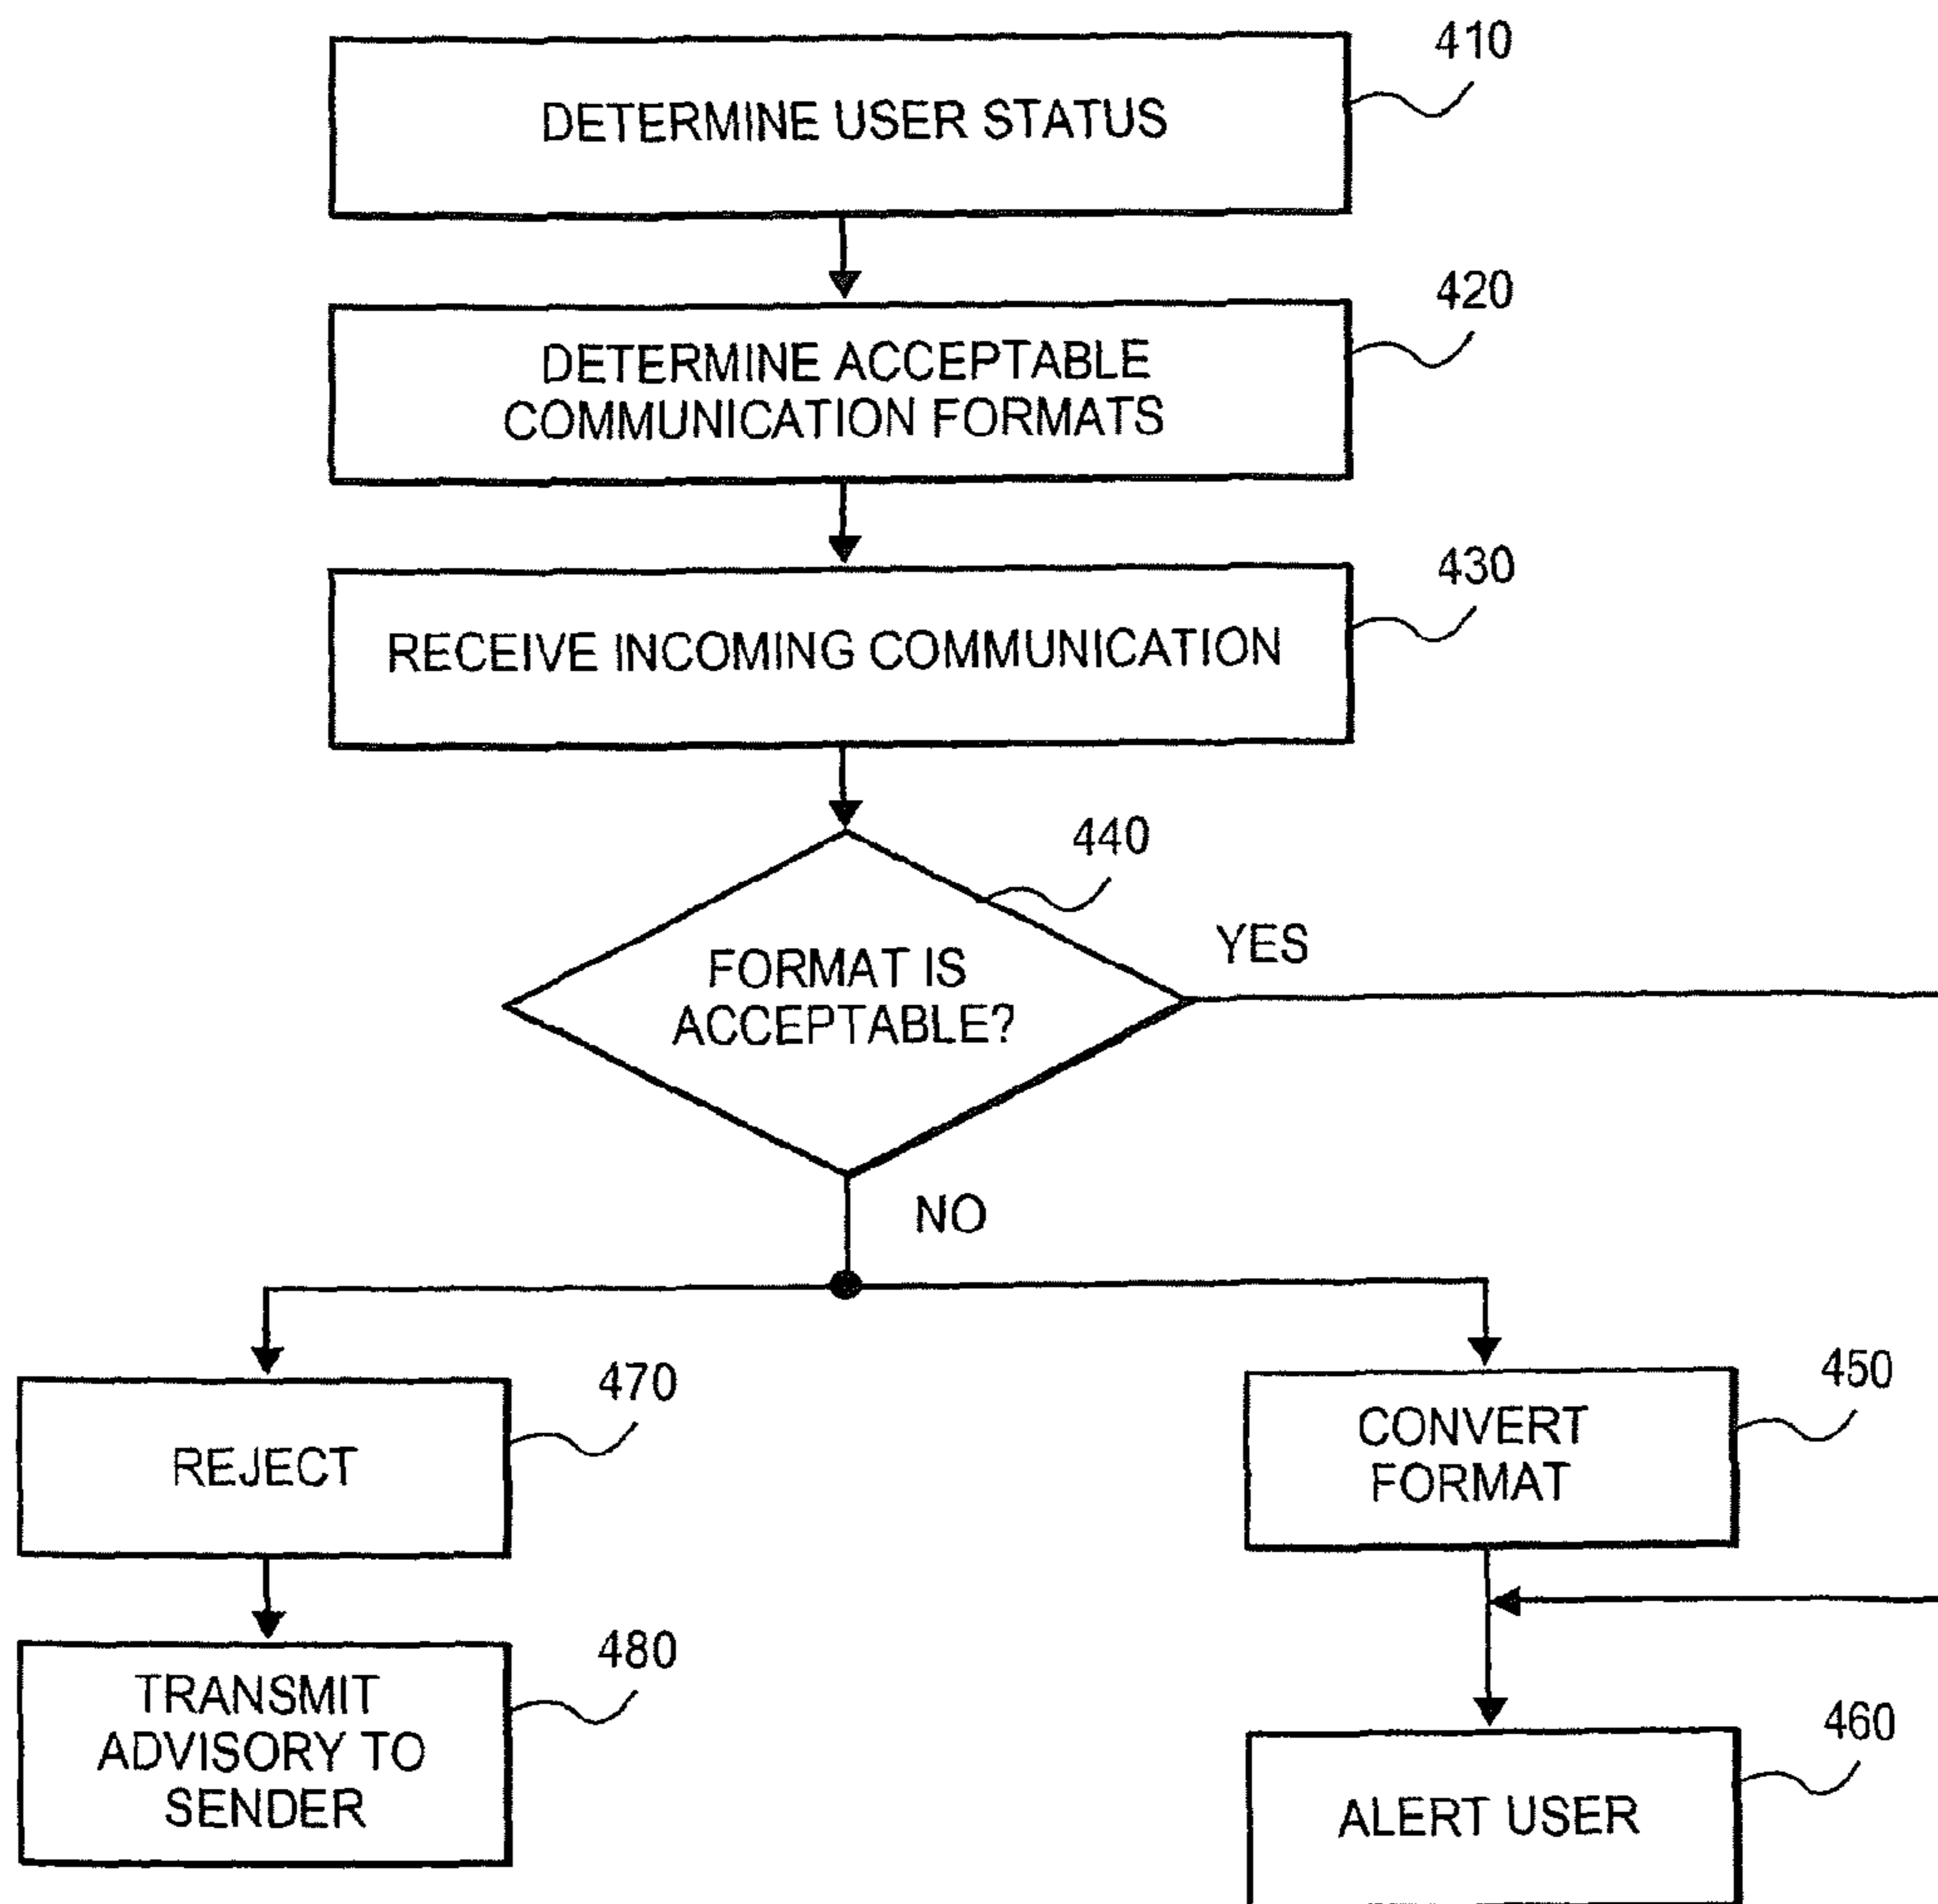 410
DETERMINE USER STATUS
420
DETERMINE ACCEPTABLE
COMMUNICATION FORMATS
430
RECEIVE INCOMING COMMUNICATION
440
FORMAT IS
ACCEPTABLE?
YES
NO
470
REJECT
450
CONVERT
FORMAT
480
TRANSMIT
ADVISORY TO
SENDER
460
ALERT USER